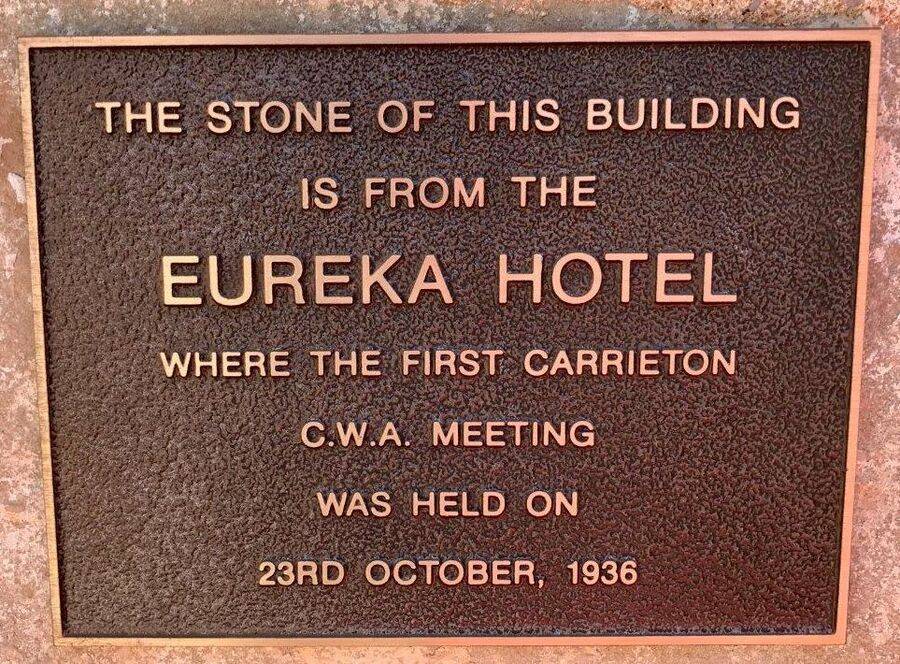 THE STONE OF THIS BUILDING
IS FROM THE
EUREKA HOTEL
WHERE THE FIRST CARRIETON
C.W.A. MEETING
WAS HELD ON
23RD OCTOBER, 1936